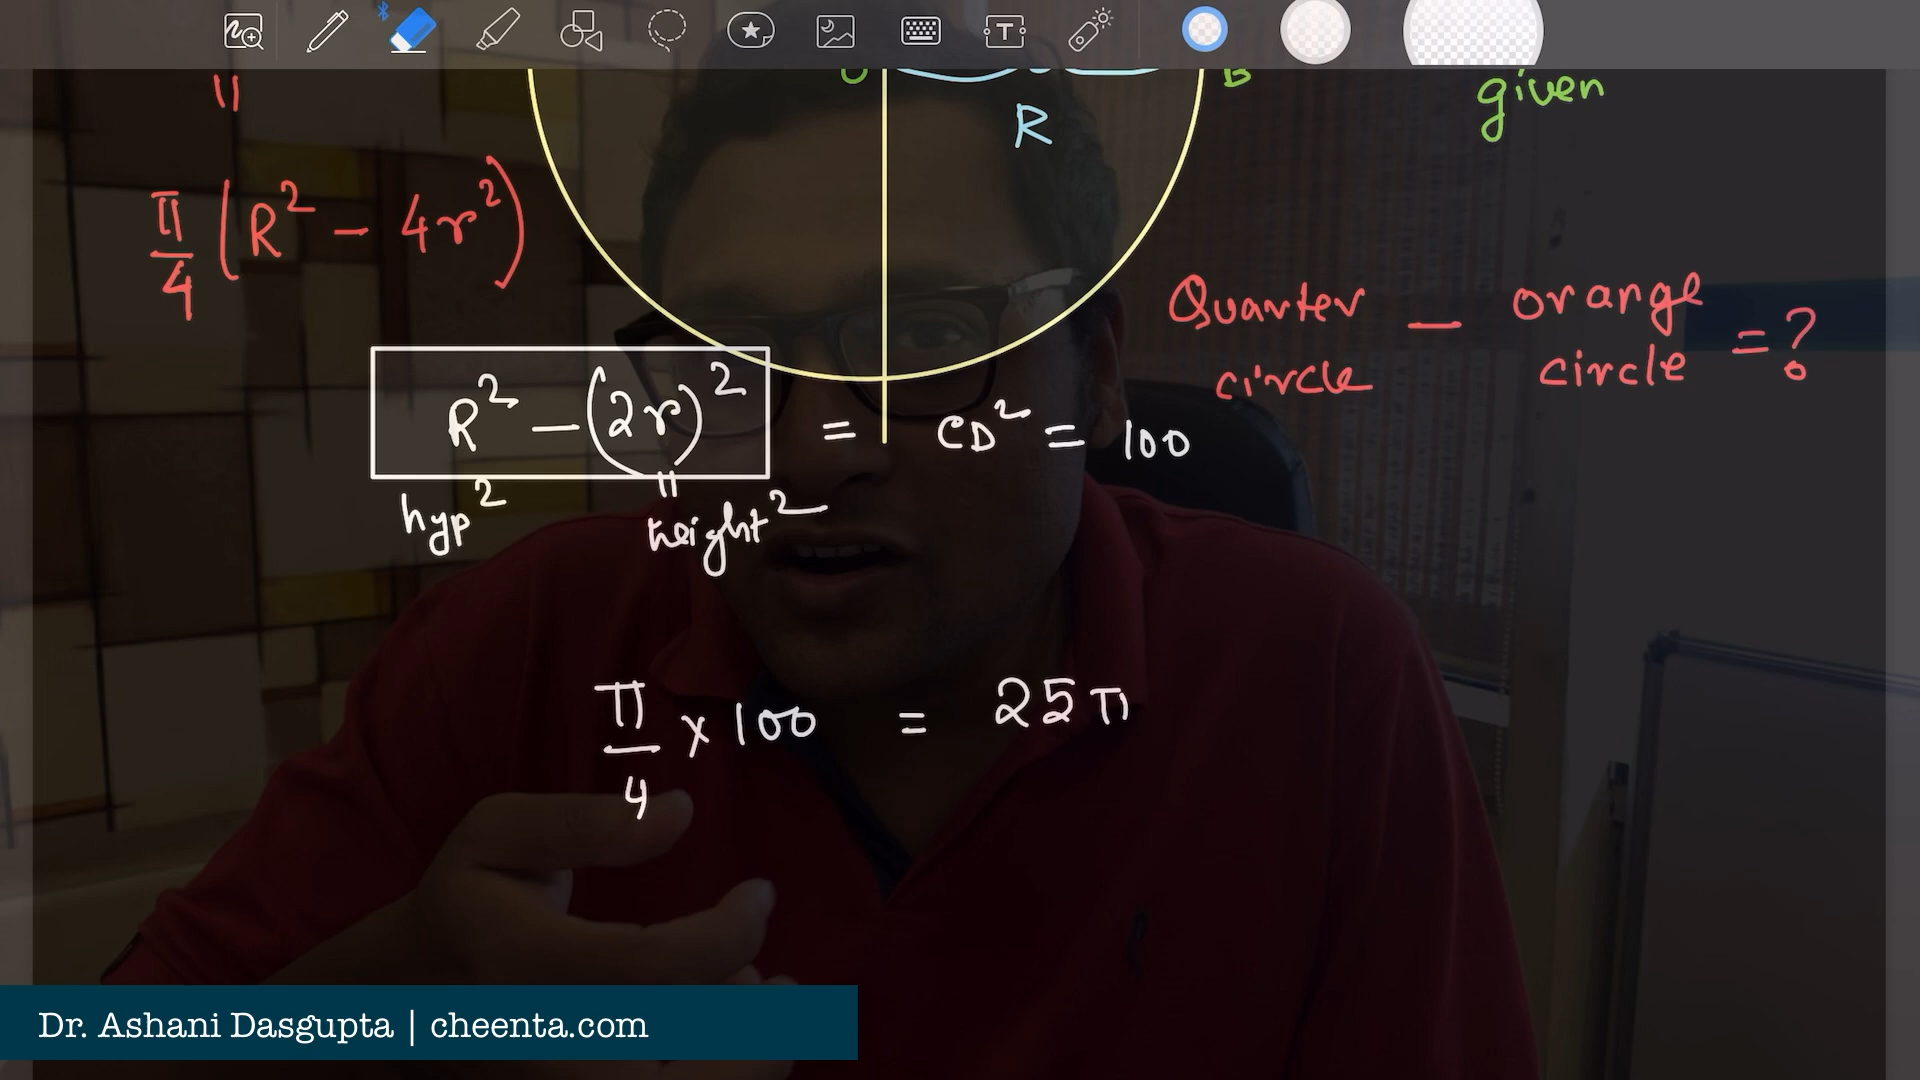 O
B
given
R
=
π/4 (R² - 4r²)
Quarter circle - orange circle = ?
R² - (2r)² = CD² = 100
hyp²
=
height²
π/4 × 100 = 25π
Dr. Ashani Dasgupta | cheenta.com